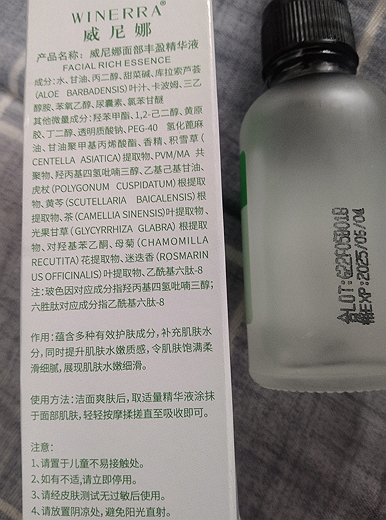 WINERRA®
威尼娜
产品名称：威尼娜面部丰盈精华液
FACIAL RICH ESSENCE
成分：水、甘油、丙二醇、甜菜碱、库拉索芦荟
(ALOE BARBADENSIS)叶汁、卡波姆、三乙
醇胺、苯氧乙醇、尿囊素、氯苯甘醚
其他微量成分：羟苯甲酯、1,2-己二醇、黄原
胶、丁二醇、透明质酸钠、PEG-40 氢化蓖麻
油、甘油聚甲基丙烯酸酯、香精、积雪草(
CENTELLA ASIATICA)提取物、PVM/MA 共
聚物、羟丙基四氢吡喃三醇、乙基己基甘油、
虎杖(POLYGONUM CUSPIDATUM)根提取
物、黄芩(SCUTELLARIA BAICALENSIS)根
提取物、茶(CAMELLIA SINENSIS)叶提取物、
光果甘草(GLYCYRRHIZA GLABRA)根提取
物、对羟基苯乙酮、母菊(CHAMOMILLA
RECUTITA)花提取物、迷迭香(ROSMARIN
US OFFICINALIS)叶提取物、乙酰基六肽-8
注：玻色因对应成分指羟丙基四氢吡喃三醇；
六胜肽对应成分指乙酰基六肽-8
作用：蕴含多种有效护肤成分，补充肌肤水
分，同时提升肌肤水嫩质感，令肌肤饱满柔
滑细腻，展现肌肤水嫩细滑。
使用方法：洁面爽肤后，取适量精华液涂抹
于面部肌肤，轻轻按摩揉搓直至吸收即可。
注意：
1、请置于儿童不易接触处。
2、如有不适，请立即停用。
3、请经皮肤测试无过敏后使用。
4、请放置阴凉处，避免阳光直射。
LOT: G22F05B01B
EXP: 2025/06/04